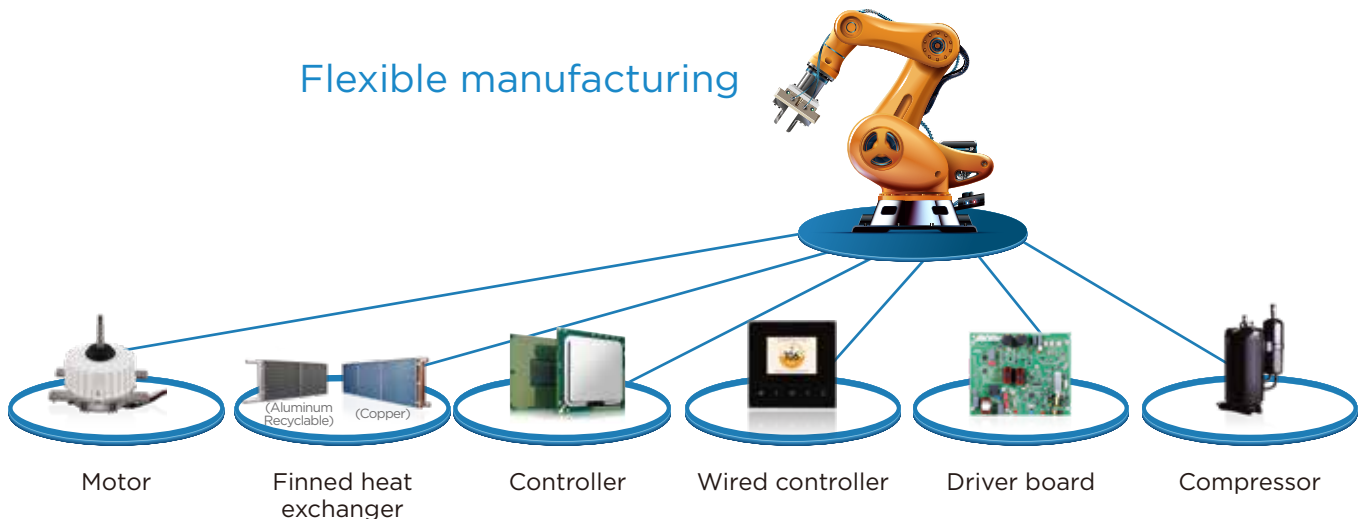 Flexible manufacturing
(Aluminum
Recyclable)
(Copper)
Motor
Finned heat
exchanger
Controller
Wired controller
Driver board
Compressor